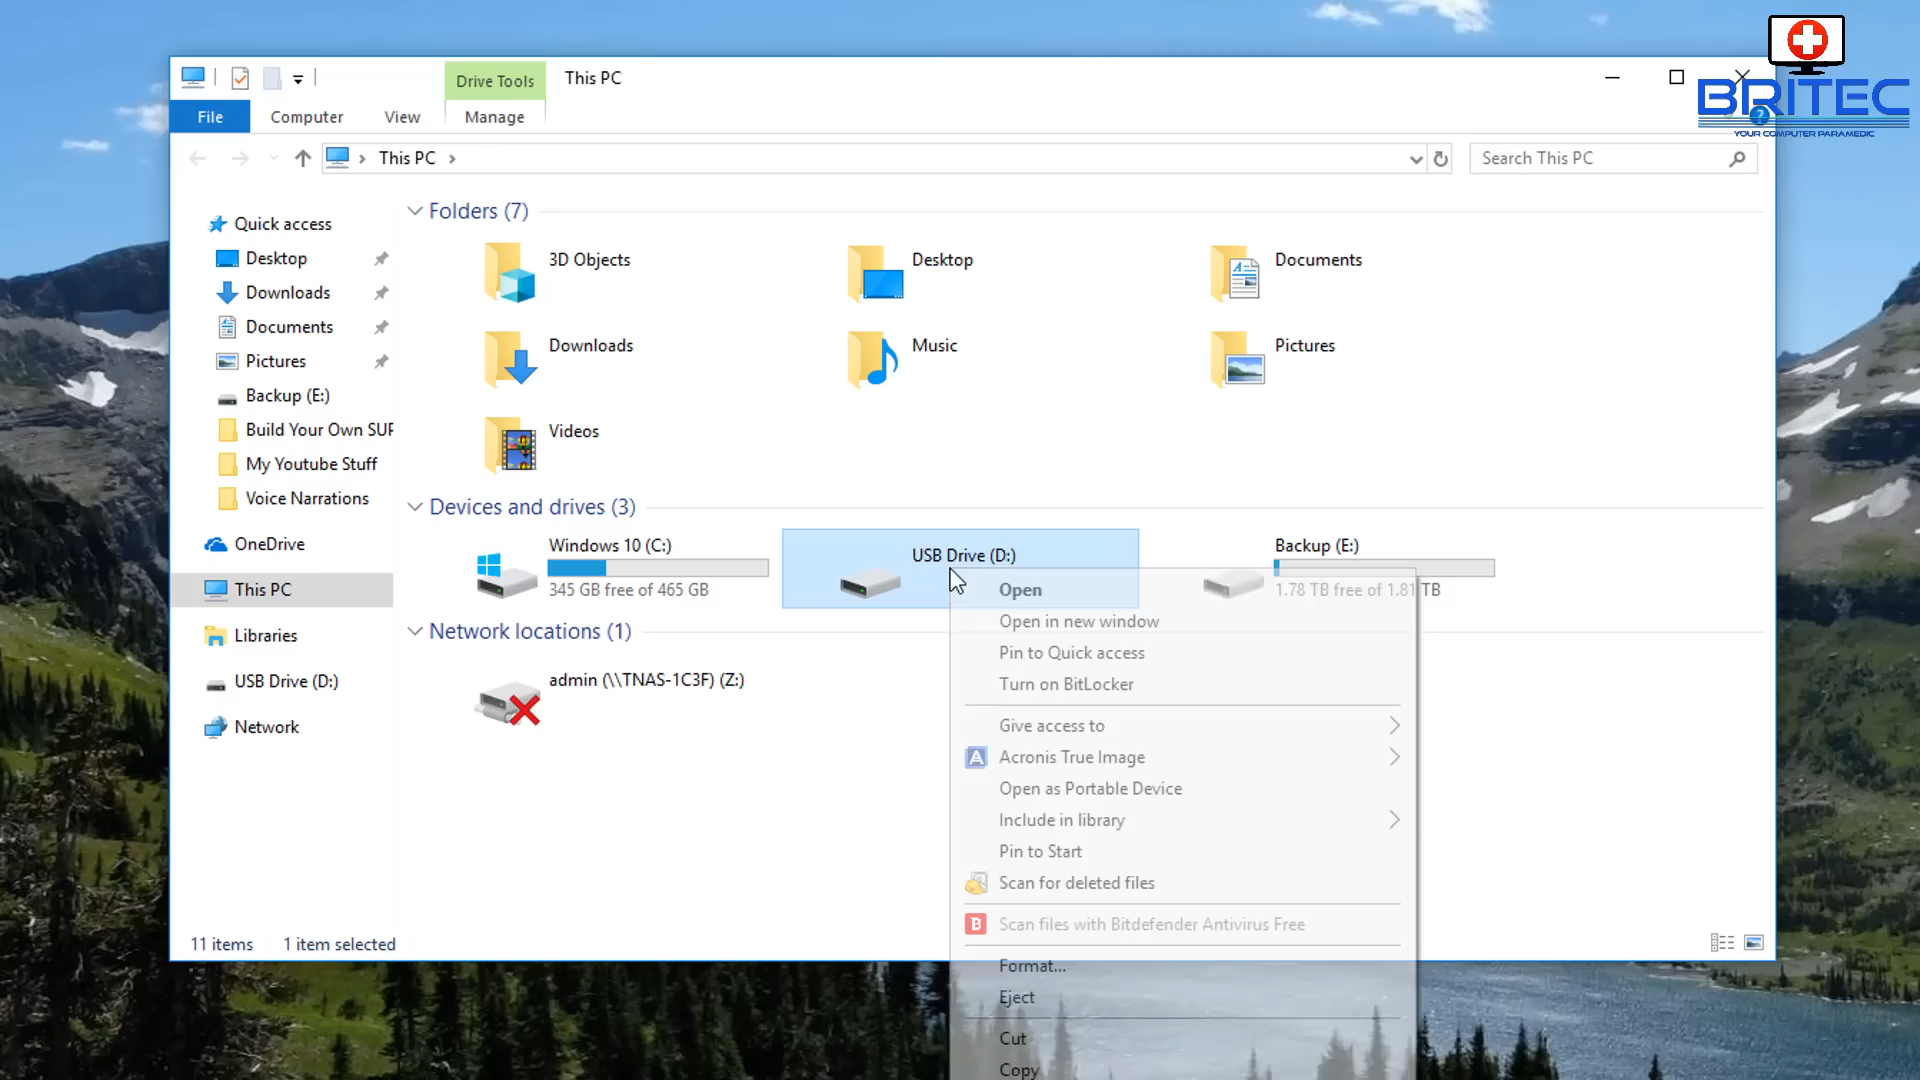 Drive Tools
This PC
BRITEC
YOUR COMPUTER PARAMEDIC
File
Computer
View
Manage
This PC
Search This PC
Quick access
Desktop
Downloads
Documents
Pictures
Backup (E:)
Build Your Own SUP
My Youtube Stuff
Voice Narrations
OneDrive
This PC
Libraries
USB Drive (D:)
Network
Folders (7)
3D Objects
Desktop
Documents
Downloads
Music
Pictures
Videos
Devices and drives (3)
Windows 10 (C:)
345 GB free of 465 GB
USB Drive (D:)
Backup (E:)
1.78 TB free of 1.81 TB
Network locations (1)
admin (\\TNAS-1C3F) (Z:)
Open
Open in new window
Pin to Quick access
Turn on BitLocker
Give access to
Acronis True Image
Open as Portable Device
Include in library
Pin to Start
Scan for deleted files
Scan files with Bitdefender Antivirus Free
Format...
Eject
Cut
Copy
11 items
1 item selected